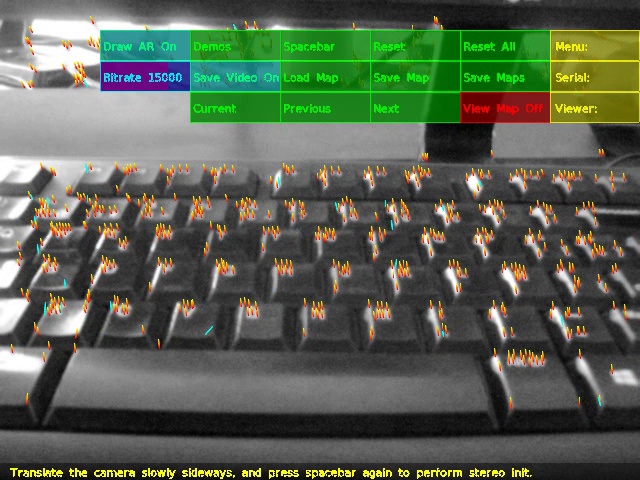 Draw AR On Demos Spacebar Reset Reset All Menu:
Bitrate 15000 Save Video On Load Map Save Map Save Maps Serial:
Current Previous Next View Map Off Viewer:
Translate the camera slowly sideways, and press spacebar again to perform stereo init.